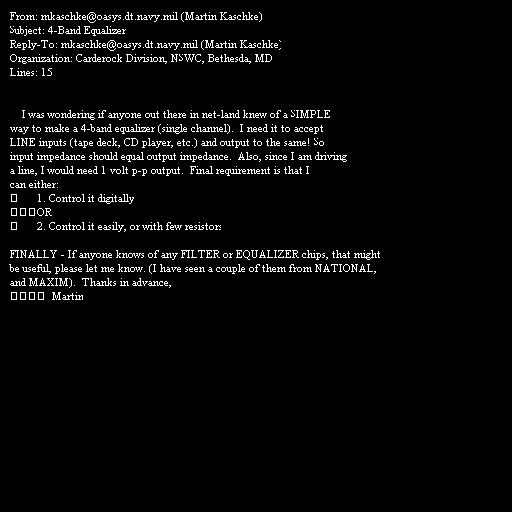 From: mkaschke@oasys.dt.navy.mil (Martin Kaschke)
Subject: 4-Band Equalizer
Reply-To: mkaschke@oasys.dt.navy.mil (Martin Kaschke)
Organization: Carderock Division, NSWC, Bethesda, MD
Lines: 15

I was wondering if anyone out there in net-land knew of a SIMPLE
way to make a 4-band equalizer (single channel).  I need it to accept
LINE inputs (tape deck, CD player, etc.) and output to the same! So
input impedance should equal output impedance.  Also, since I am driving
a line, I would need 1 volt p-p output.  Final requirement is that I
can either:
□ 1. Control it digitally
□□□OR
□ 2. Control it easily, or with few resistors

FINALLY - If anyone knows of any FILTER or EQUALIZER chips, that might
be useful, please let me know. (I have seen a couple of them from NATIONAL,
and MAXIM).  Thanks in advance,
□□□□ Martin